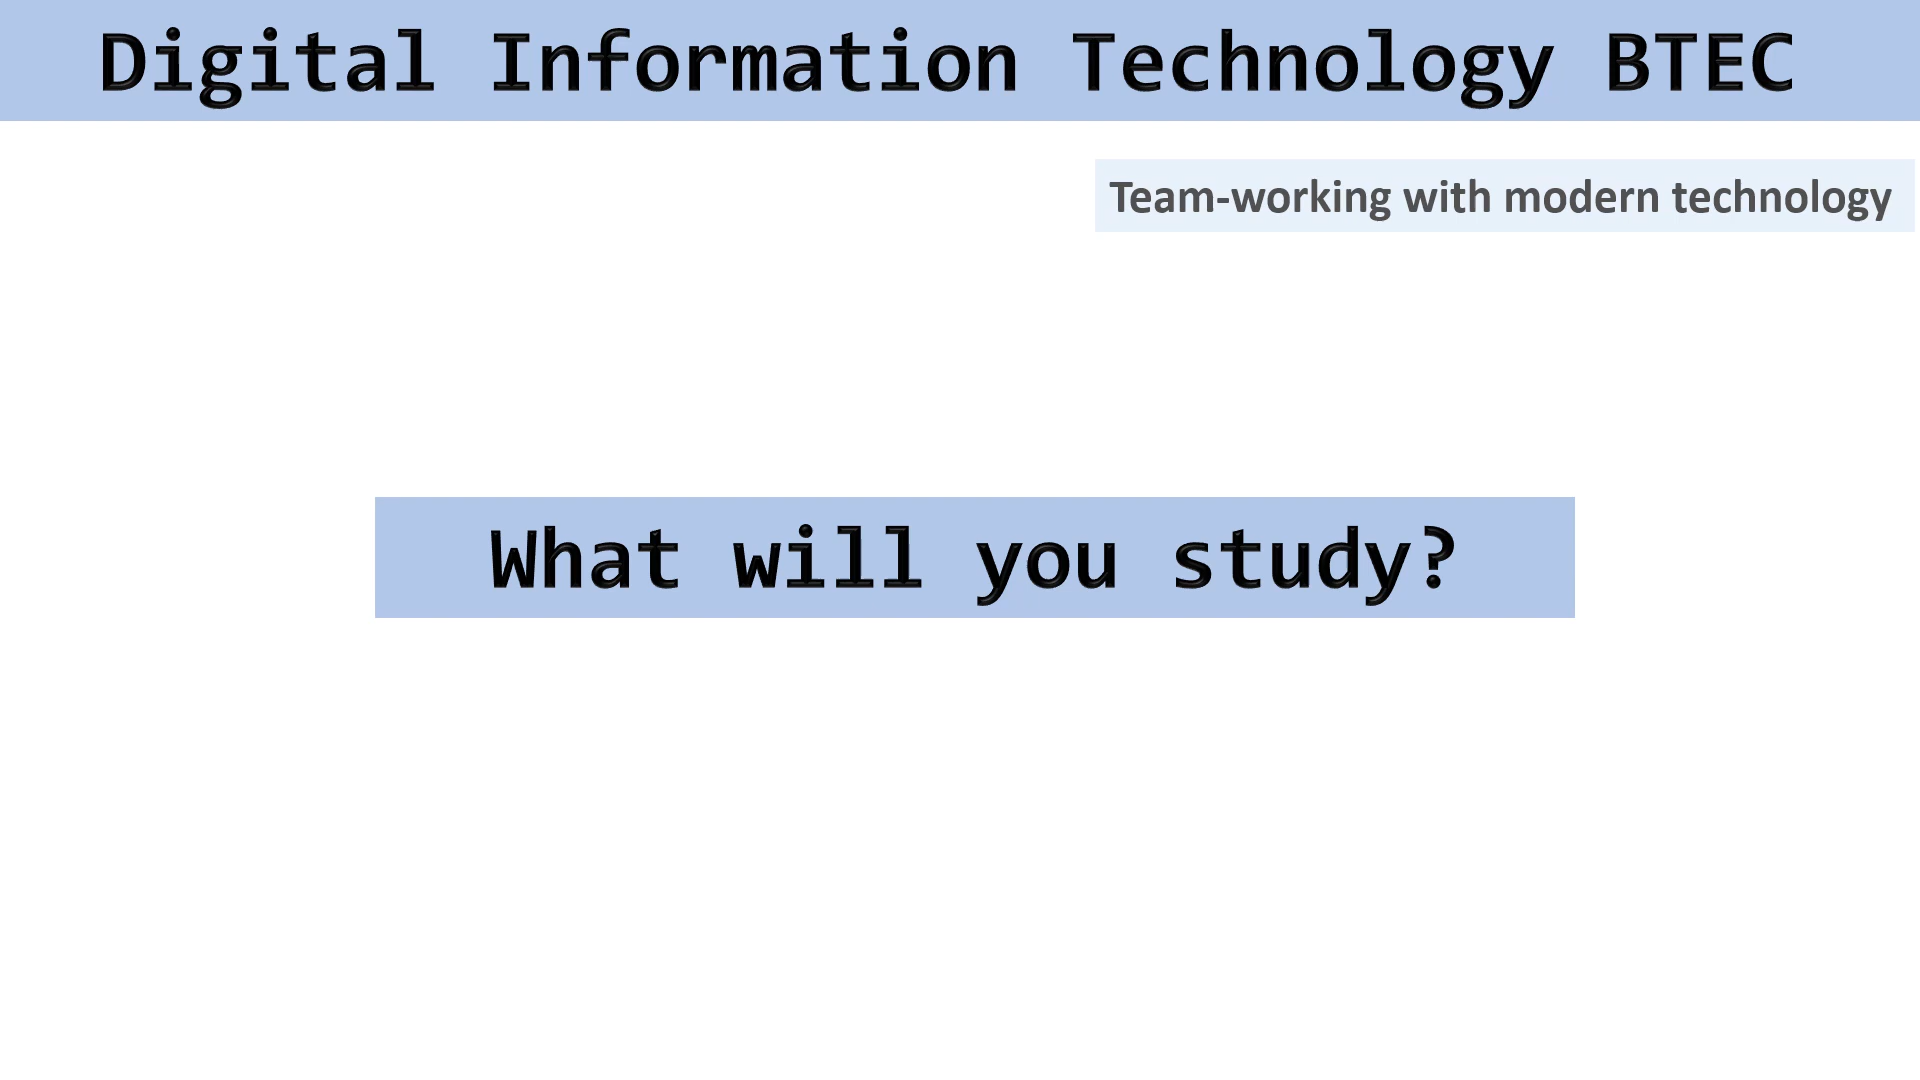 Digital Information Technology BTEC
Team-working with modern technology
What will you study?